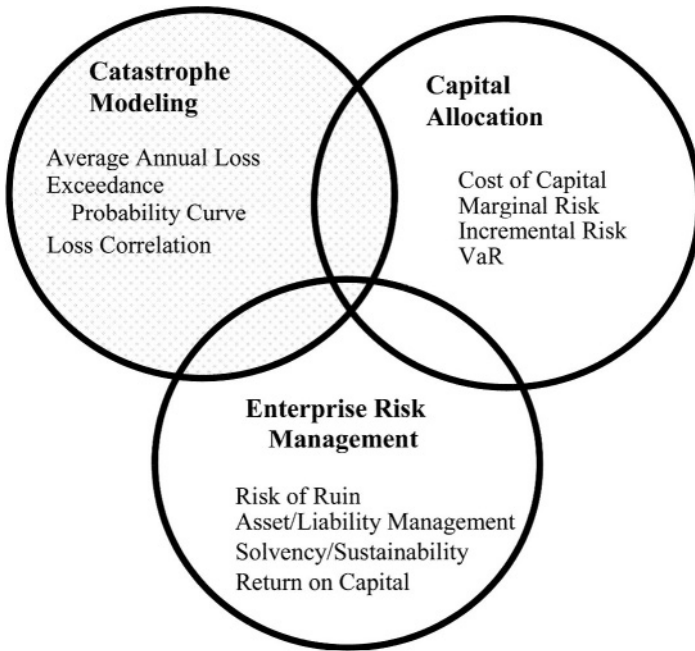 Catastrophe
Modeling
Average Annual Loss
Exceedance
Probability Curve
Loss Correlation
Capital
Allocation
Cost of Capital
Marginal Risk
Incremental Risk
VaR
Enterprise Risk
Management
Risk of Ruin
Asset/Liability Management
Solvency/Sustainability
Return on Capital